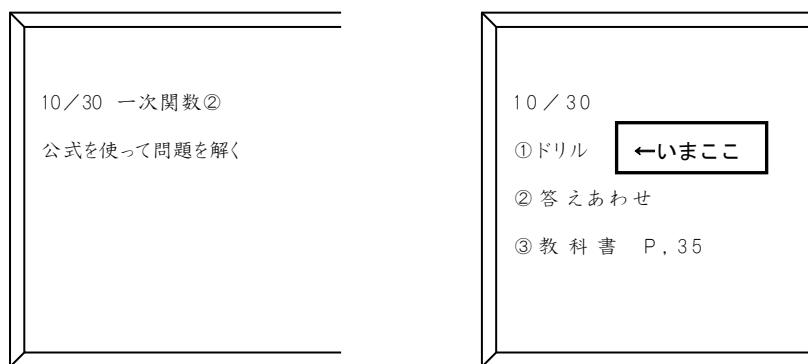 10/30 一次関数②
公式を使って問題を解く
10/30
①ドリル ←いまここ
②答えあわせ
③教科書 P,35